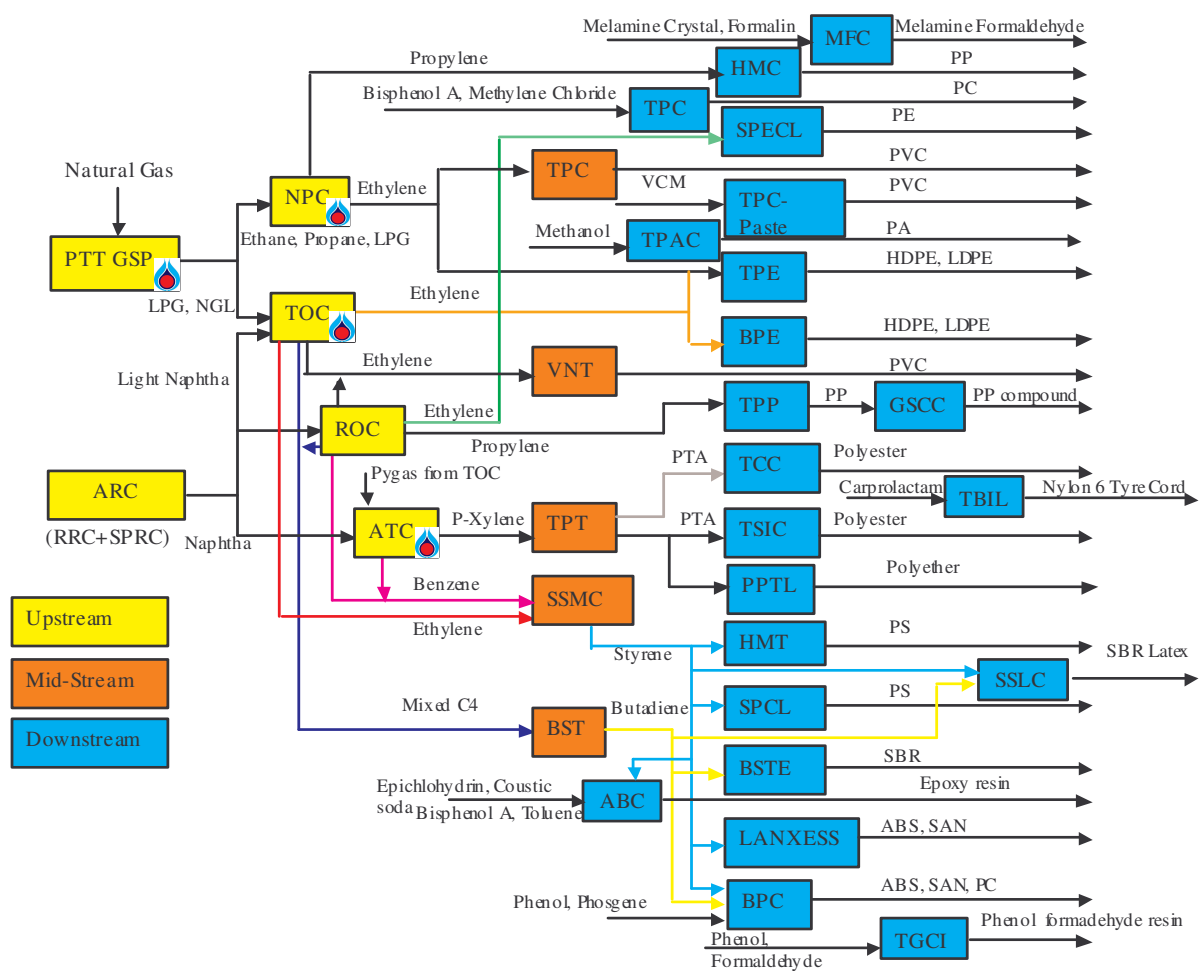 Melamine Crystal, Formalin
MFC
Melamine Formaldehyde
Propylene
HMC
PP
Bisphenol A, Methylene Chloride
TPC
PC
SPECL
PE
Natural Gas
NPC
Ethylene
TPC
PVC
VCM
TPC-
Paste
PVC
Ethane, Propane, LPG
PTT GSP
Methanol
TPAC
PA
TPE
HDPE, LDPE
LPG, NGL
TOC
Ethylene
BPE
HDPE, LDPE
Light Naphtha
Ethylene
VNT
PVC
ROC
Ethylene
Propylene
TPP
PP
GSCC
PP compound
ARC
(RRC+SPRC)
Naphtha
Pygas from TOC
PTA
TCC
Polyester
Carprolactam
TBIL
Nylon 6 Tyre Cord
ATC
P-Xylene
TPT
PTA
TSIC
Polyester
PPTL
Polyether
Benzene
SSMC
Ethylene
Upstream
Mid-Stream
Downstream
Styrene
HMT
PS
SSLC
SBR Latex
Mixed C4
BST
Butadiene
SPCL
PS
BSTE
SBR
Epichlohydrin, Coustic
soda Bisphenol A, Toluene
ABC
Epoxy resin
LANXESS
ABS, SAN
Phenol, Phosgene
BPC
ABS, SAN, PC
Phenol,
Formaldehyde
TGCI
Phenol formadehyde resin